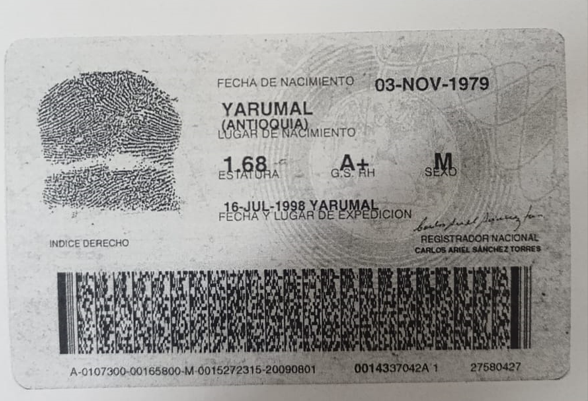 FECHA DE NACIMIENTO 03-NOV-1979
YARUMAL
(ANTIOQUIA)
LUGAR DE NACIMIENTO
1.68 A+ M
ESTATURA G.S. RH SEXO
16-JUL-1998 YARUMAL
FECHA Y LUGAR DE EXPEDICION
INDICE DERECHO
REGISTRADOR NACIONAL
CARLOS ARIEL SÁNCHEZ TORRES
A-0107300-00165800-M-0015272315-20090801 0014337042A 1 27580427